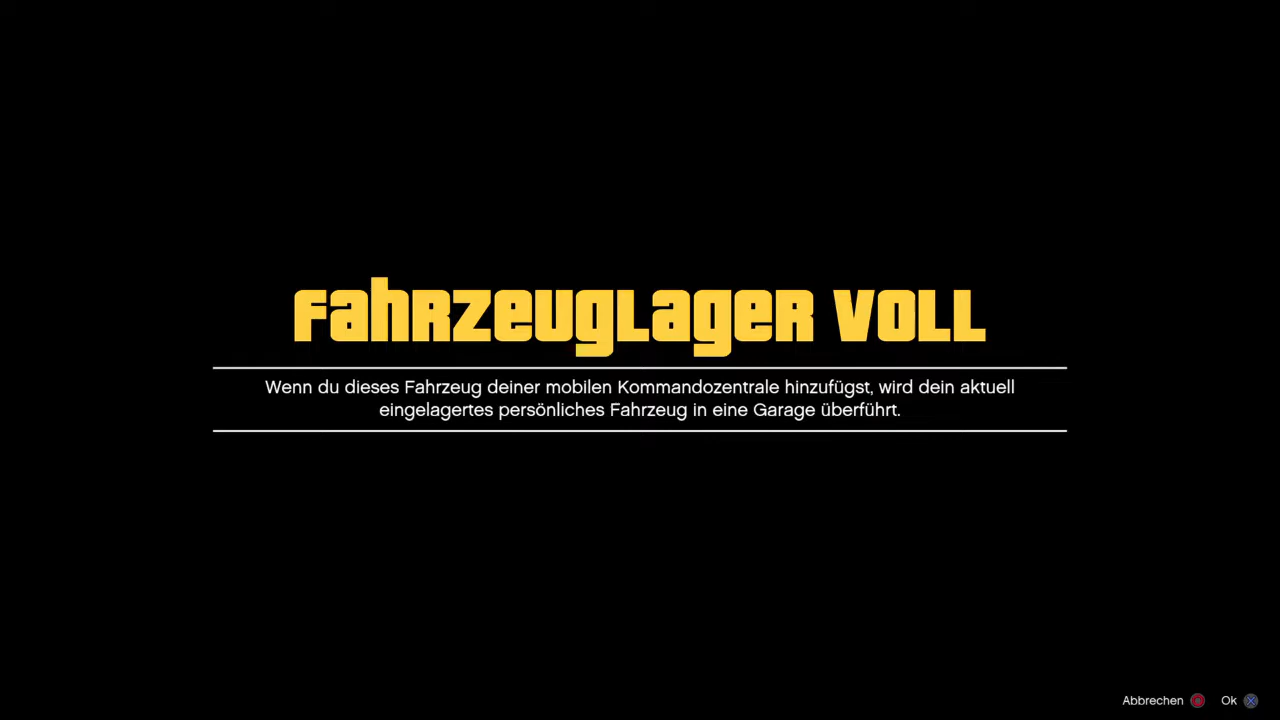 Fahrzeuglager voll
Wenn du dieses Fahrzeug deiner mobilen Kommandozentrale hinzufügst, wird dein aktuell
eingelagertes persönliches Fahrzeug in eine Garage überführt.
Abbrechen Ok